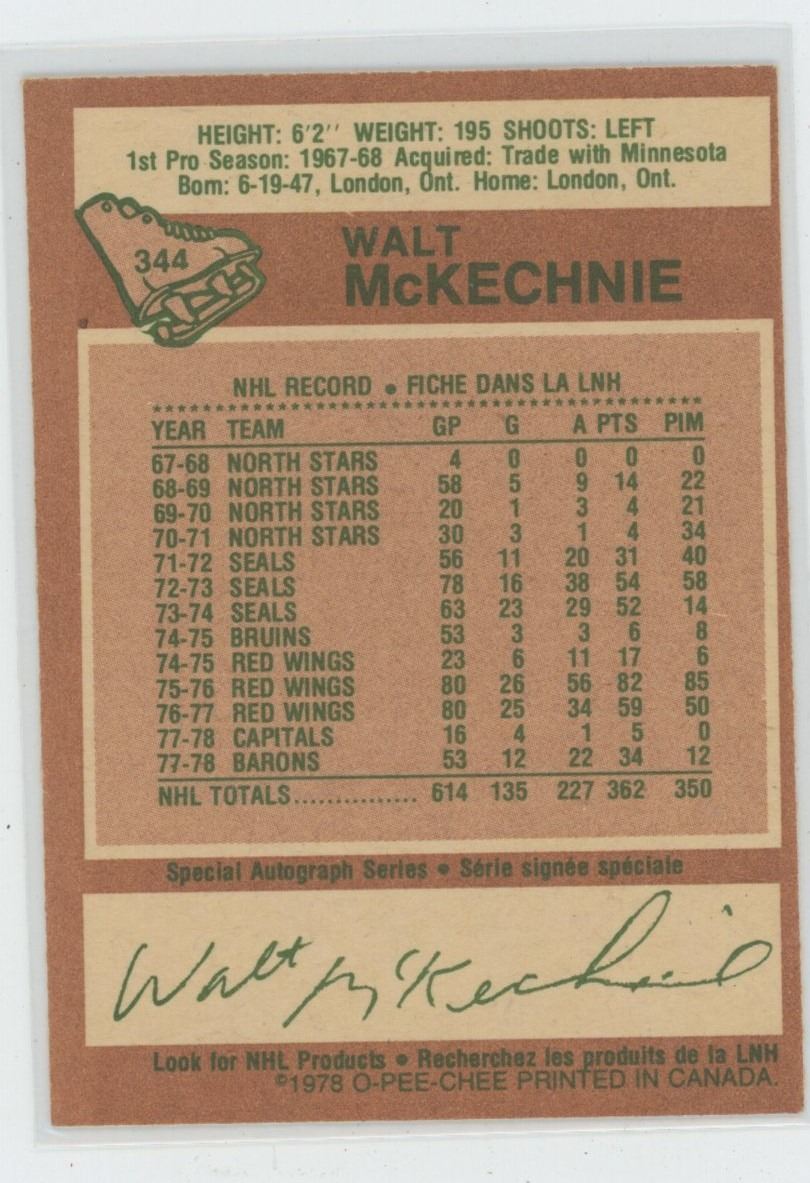 HEIGHT: 6'2'' WEIGHT: 195 SHOOTS: LEFT
1st Pro Season: 1967-68 Acquired: Trade with Minnesota
Born: 6-19-47, London, Ont. Home: London, Ont.
344
WALT
McKECHNIE
NHL RECORD • FICHE DANS LA LNH
YEAR TEAM GP G A PTS PIM
67-68 NORTH STARS 4 0 0 0 0
68-69 NORTH STARS 58 5 9 14 22
69-70 NORTH STARS 20 1 3 4 21
70-71 NORTH STARS 30 3 1 4 34
71-72 SEALS 56 11 20 31 40
72-73 SEALS 78 16 38 54 58
73-74 SEALS 63 23 29 52 14
74-75 BRUINS 53 3 3 6 8
74-75 RED WINGS 23 6 11 17 6
75-76 RED WINGS 80 26 56 82 85
76-77 RED WINGS 80 25 34 59 50
77-78 CAPITALS 16 4 1 5 0
77-78 BARONS 53 12 22 34 12
NHL TOTALS............... 614 135 227 362 350
Special Autograph Series • Série signée spéciale
Walt McKechnie
Look for NHL Products • Recherchez les produits de la LNH
©1978 O-PEE-CHEE PRINTED IN CANADA.